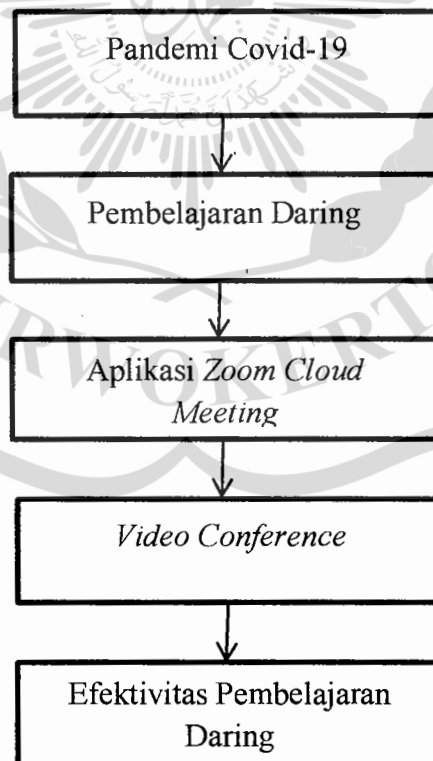 Pandemi Covid-19
Pembelajaran Daring
Aplikasi Zoom Cloud
Meeting
Video Conference
Efektivitas Pembelajaran
Daring